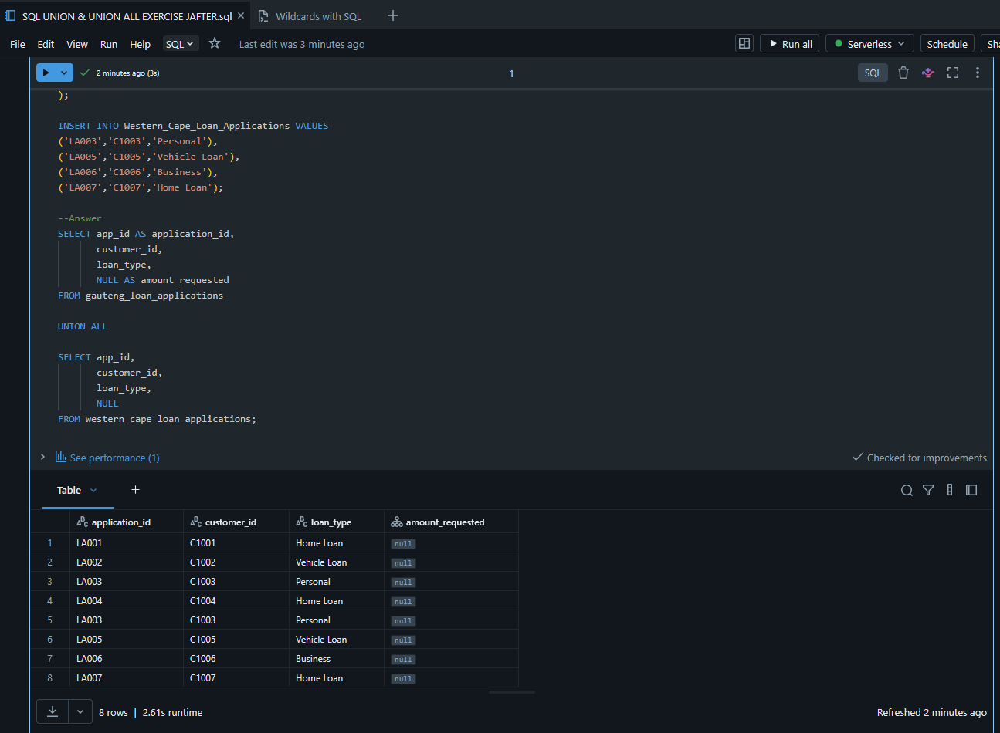 SQL UNION & UNION ALL EXERCISE JAFTER.sql
Wildcards with SQL
File Edit View Run Help SQL Last edit was 3 minutes ago Run all Serverless Schedule Sha
2 minutes ago (3s) 1 SQL
);
INSERT INTO Western_Cape_Loan_Applications VALUES
('LA003','C1003','Personal'),
('LA005','C1005','Vehicle Loan'),
('LA006','C1006','Business'),
('LA007','C1007','Home Loan');
--Answer
SELECT app_id AS application_id,
customer_id,
loan_type,
NULL AS amount_requested
FROM gauteng_loan_applications
UNION ALL
SELECT app_id,
customer_id,
loan_type,
NULL
FROM western_cape_loan_applications;
See performance (1) Checked for improvements
Table
application_id customer_id loan_type amount_requested
1 LA001 C1001 Home Loan null
2 LA002 C1002 Vehicle Loan null
3 LA003 C1003 Personal null
4 LA004 C1004 Home Loan null
5 LA003 C1003 Personal null
6 LA005 C1005 Vehicle Loan null
7 LA006 C1006 Business null
8 LA007 C1007 Home Loan null
8 rows | 2.61s runtime Refreshed 2 minutes ago